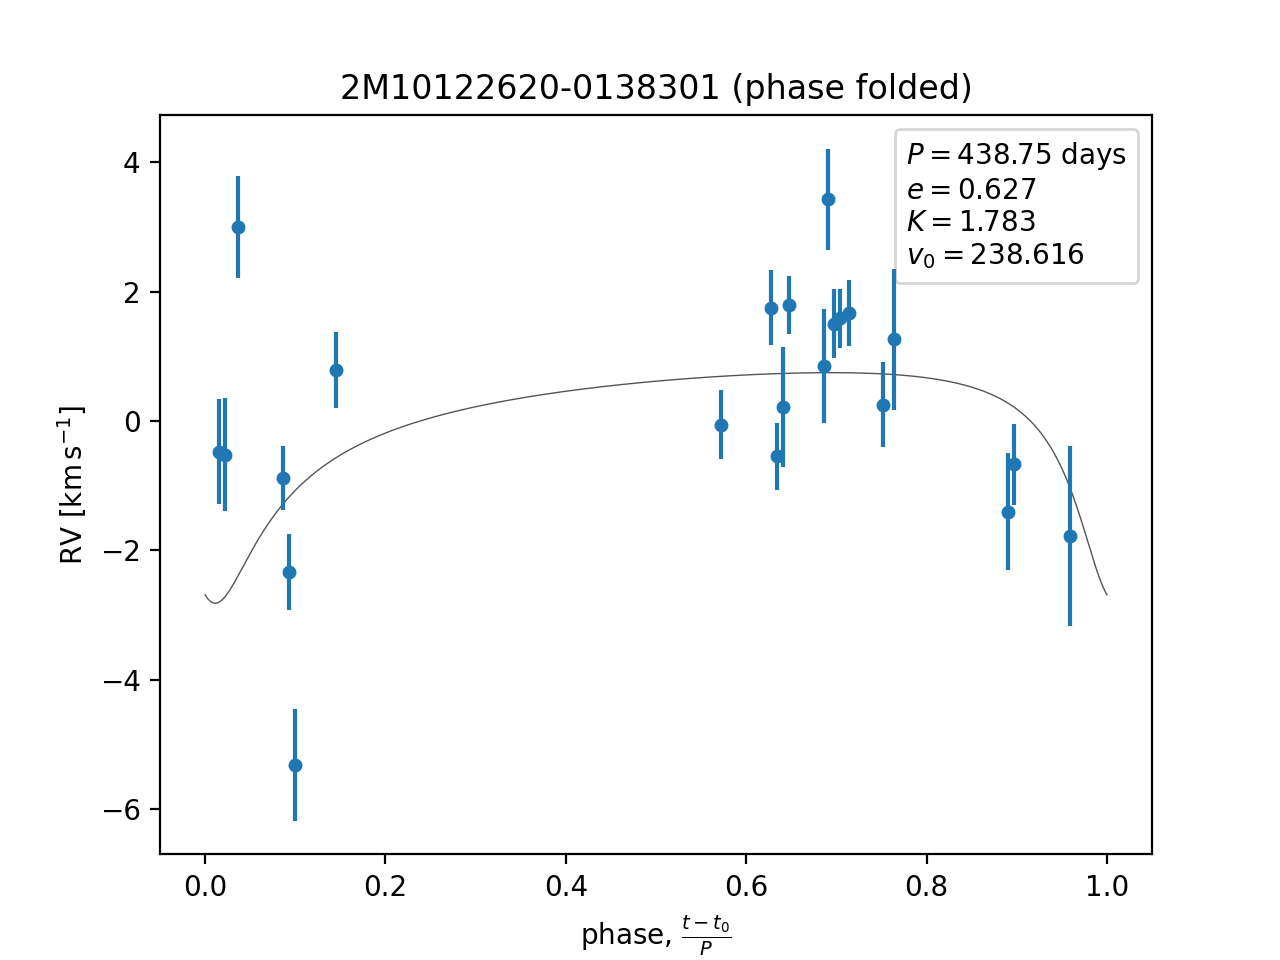 2M10122620-0138301 (phase folded)
P = 438.75 days
e = 0.627
K = 1.783
v₀ = 238.616
RV [km s⁻¹]
4
2
0
−2
−4
−6
0.0 0.2 0.4 0.6 0.8 1.0
phase, (t − t₀)/P